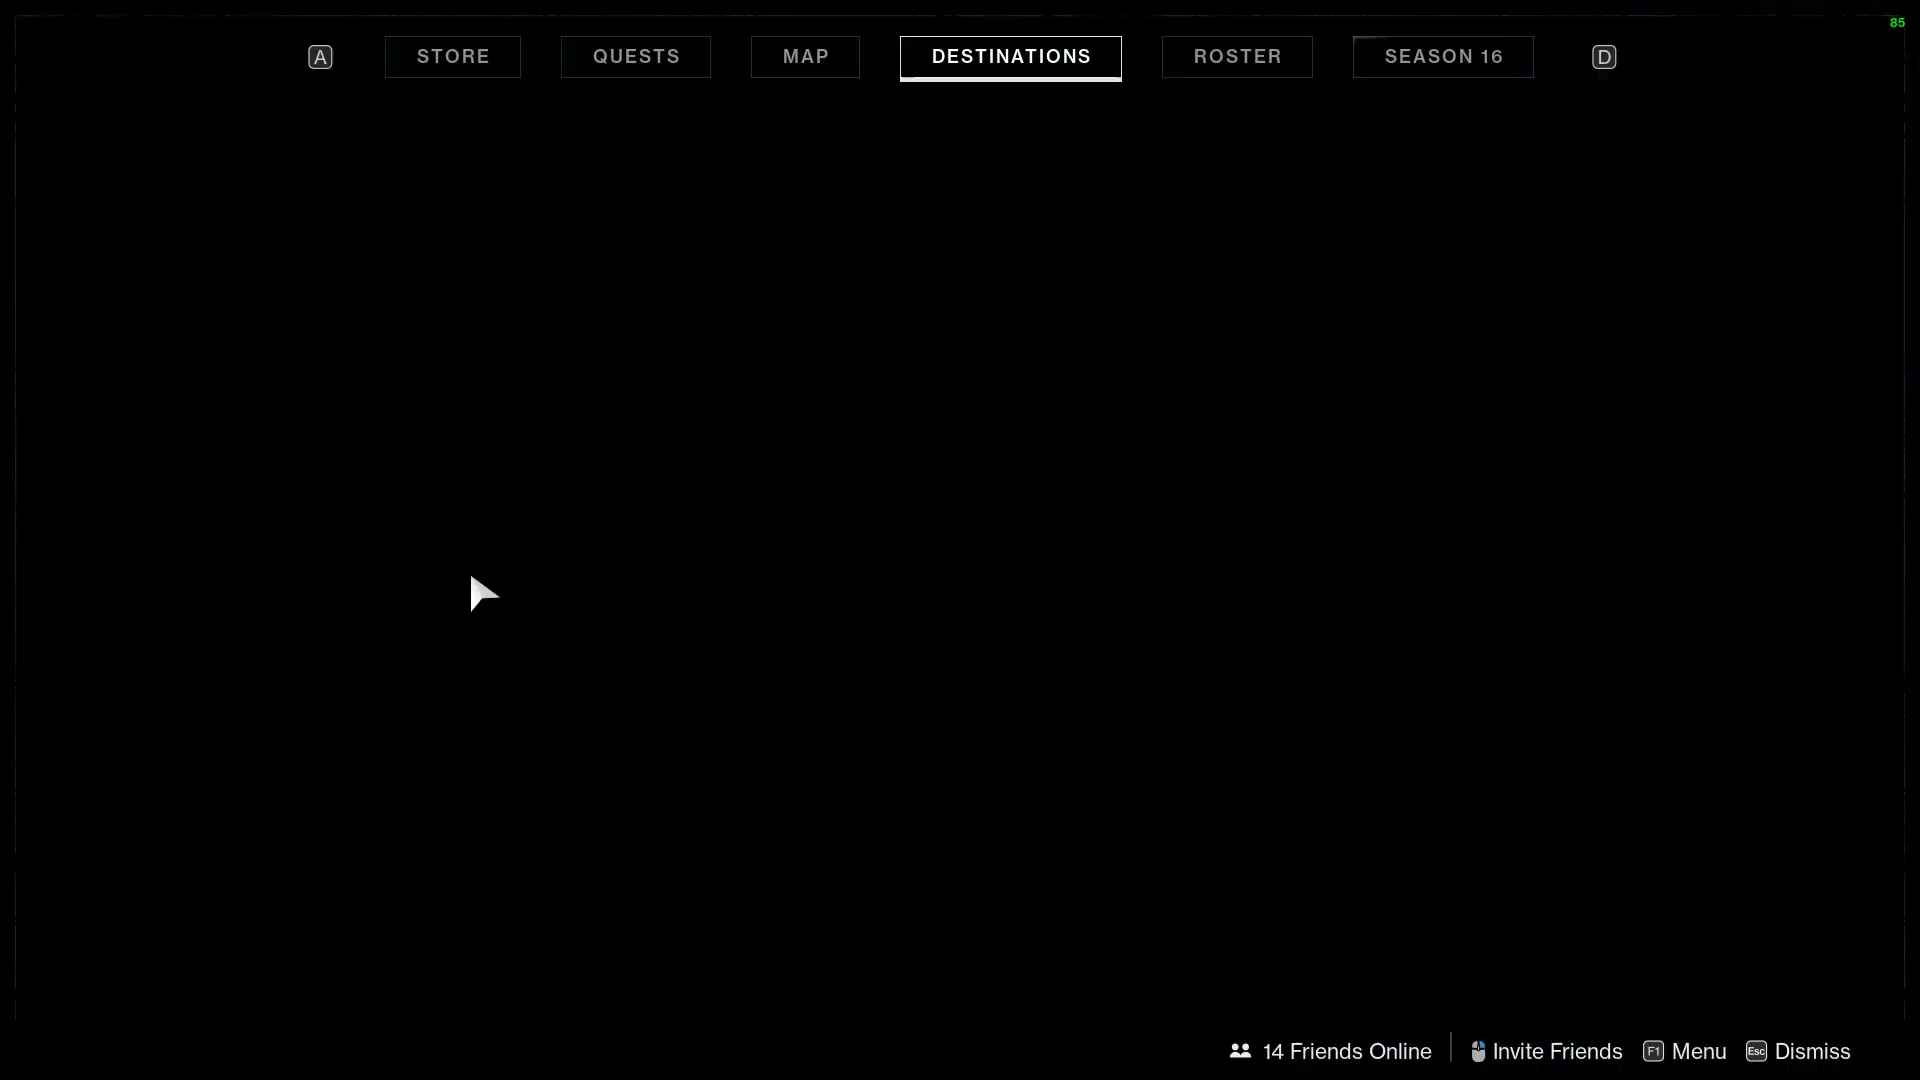 85
A STORE QUESTS MAP DESTINATIONS ROSTER SEASON 16 D
14 Friends Online Invite Friends F1 Menu Esc Dismiss